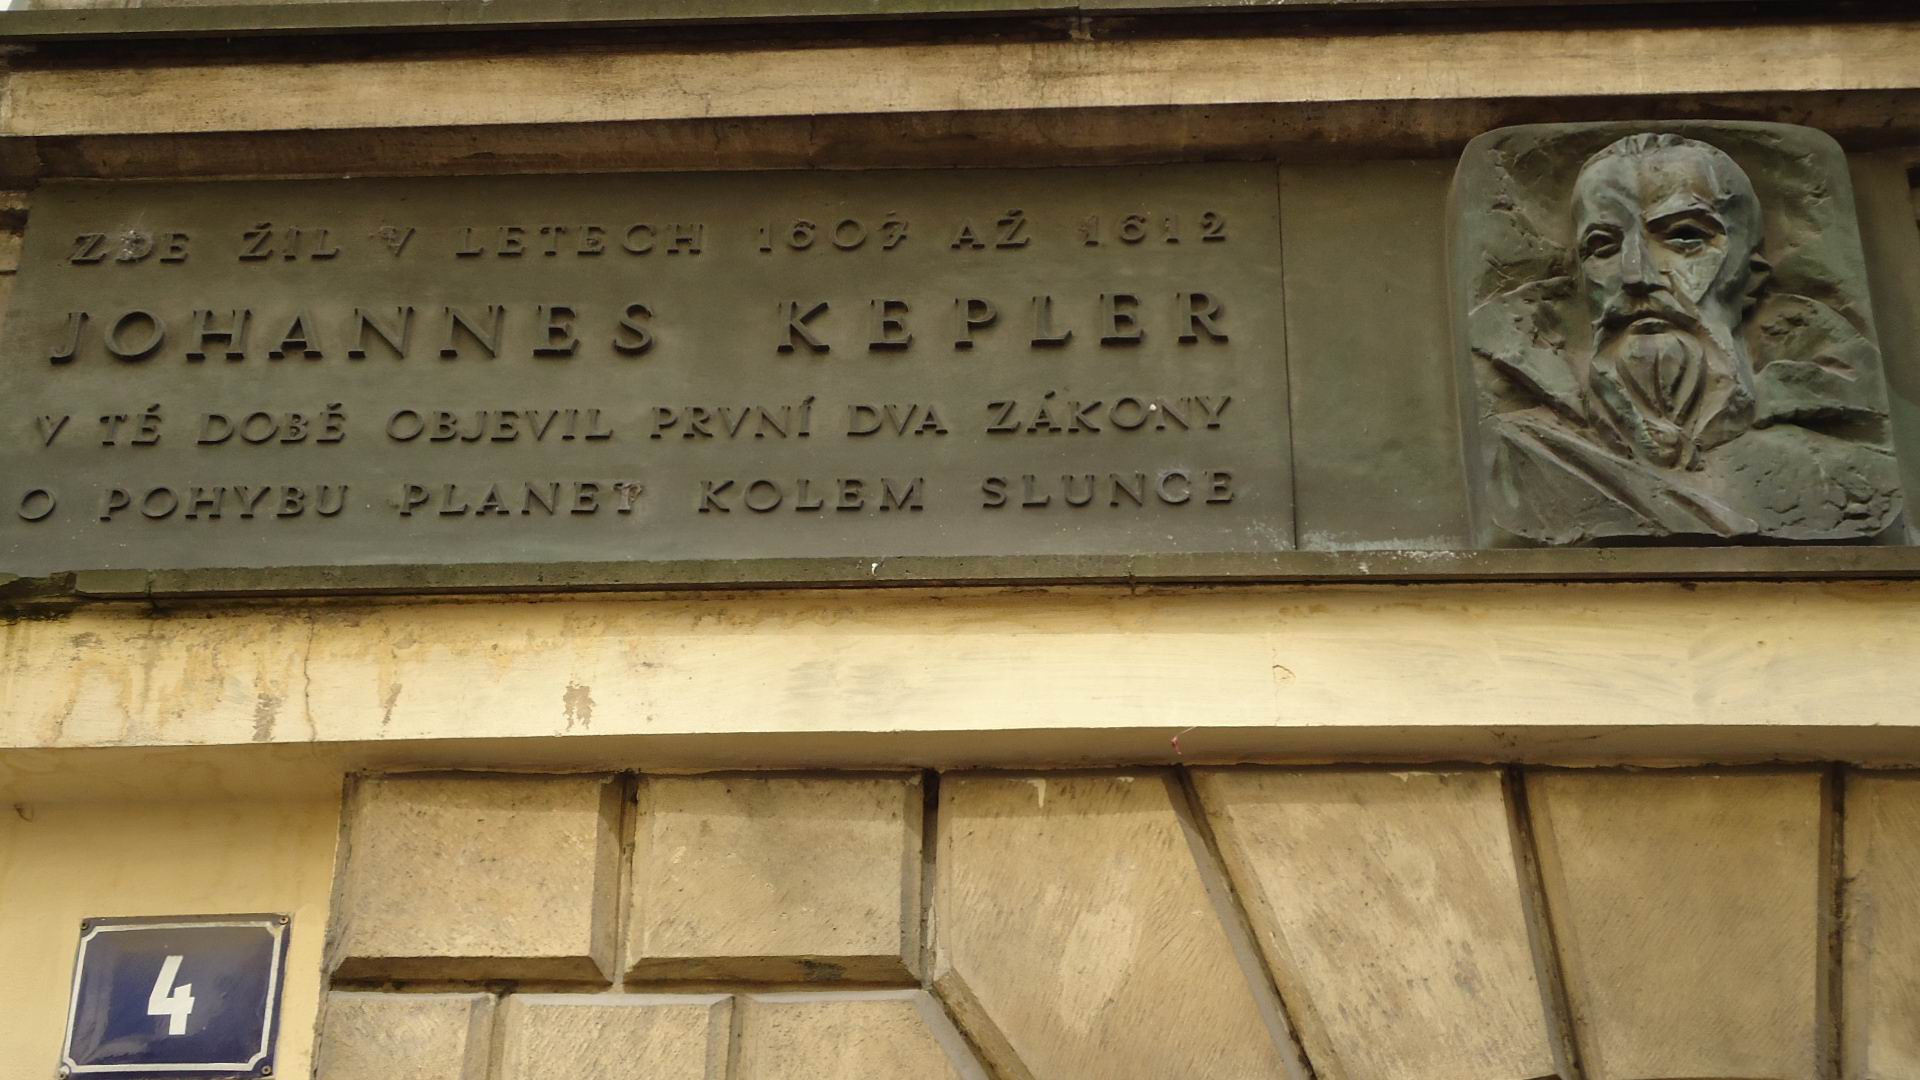 ZDE ŽIL V LETECH 1607 AŽ 1612
JOHANNES KEPLER
V TÉ DOBĚ OBJEVIL PRVNÍ DVA ZÁKONY
O POHYBU PLANET KOLEM SLUNCE
4